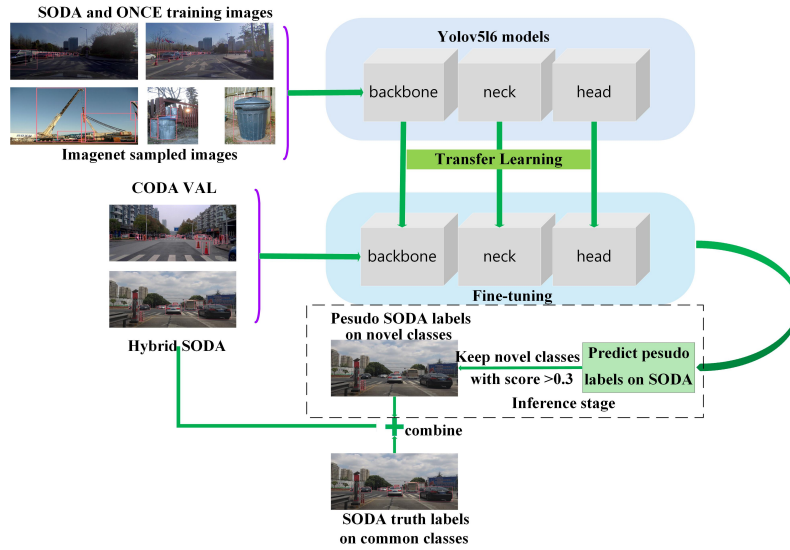 SODA and ONCE training images
Imagenet sampled images
Yolov5l6 models
backbone
neck
head
Transfer Learning
CODA VAL
backbone
neck
head
Fine-tuning
Hybrid SODA
Pesudo SODA labels
on novel classes
Keep novel classes
with score >0.3
Predict pesudo
labels on SODA
Inference stage
combine
SODA truth labels
on common classes